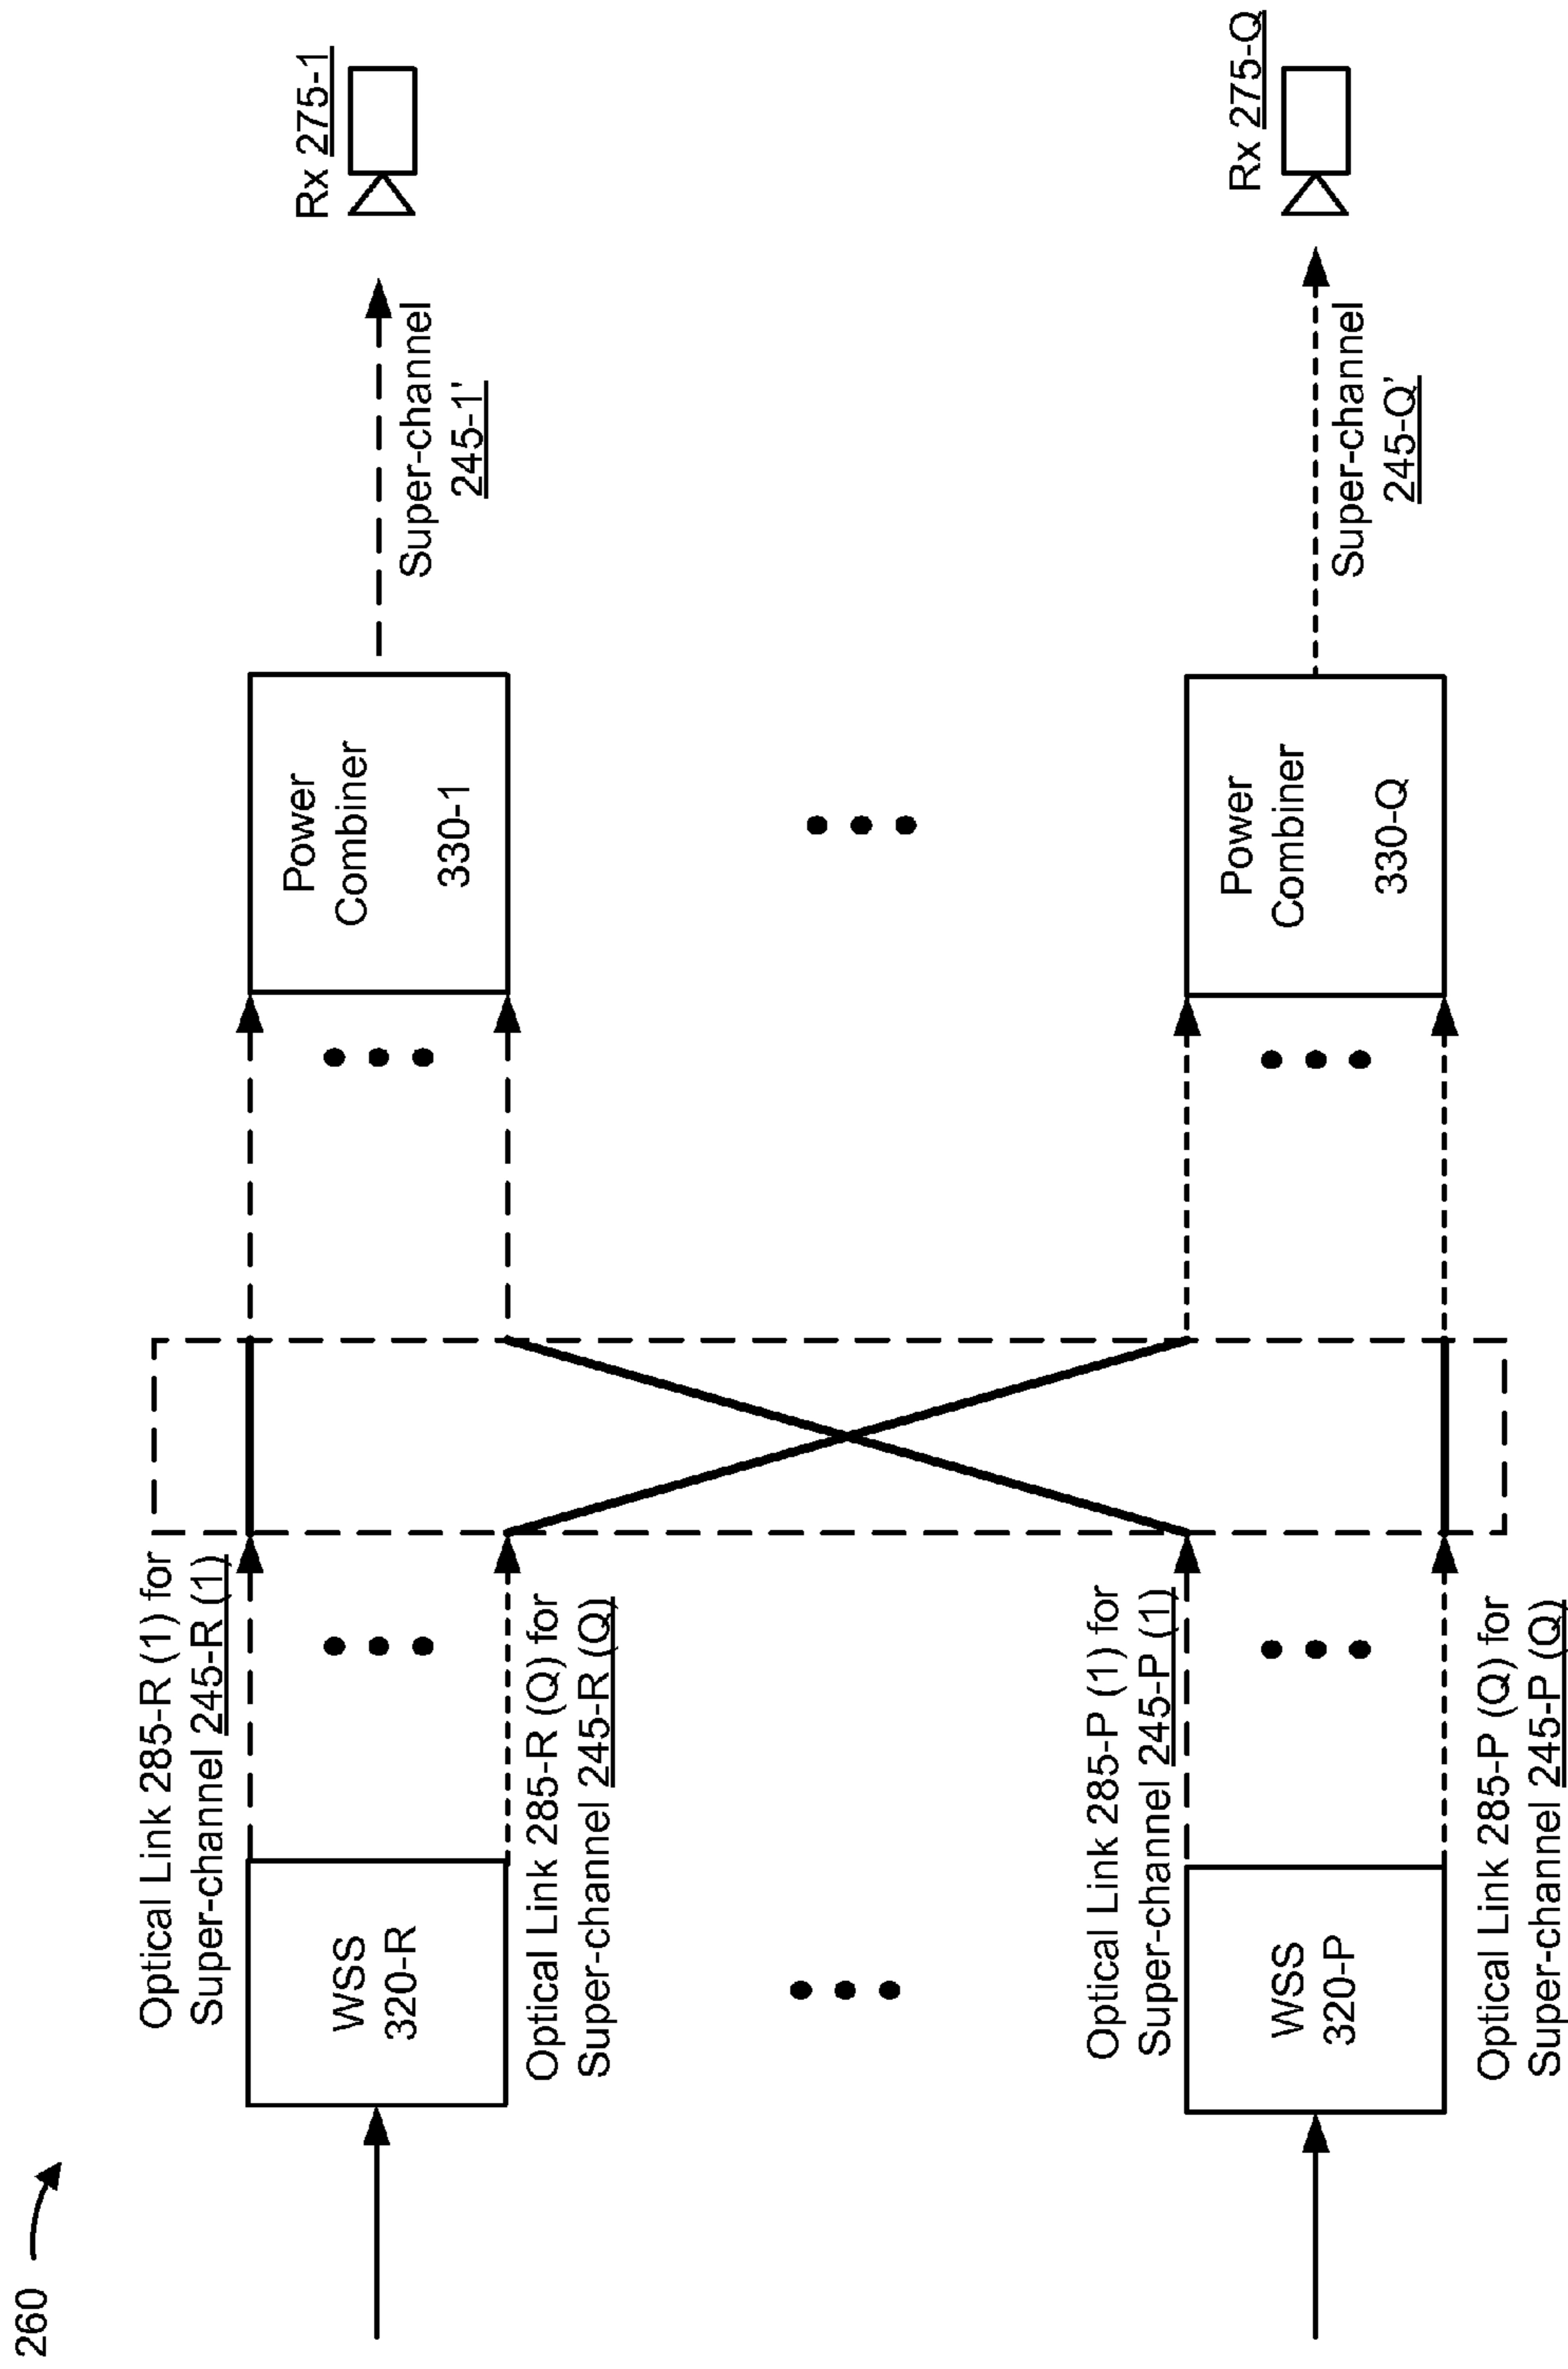 260
Optical Link 285-R (1) for
Super-channel 245-R (1)
WSS
320-R
Optical Link 285-R (Q) for
Super-channel 245-R (Q)
Power
Combiner
330-1
Super-channel
245-1'
Rx 275-1
Optical Link 285-P (1) for
Super-channel 245-P (1)
WSS
320-P
Optical Link 285-P (Q) for
Super-channel 245-P (Q)
Power
Combiner
330-Q
Super-channel
245-Q'
Rx 275-Q